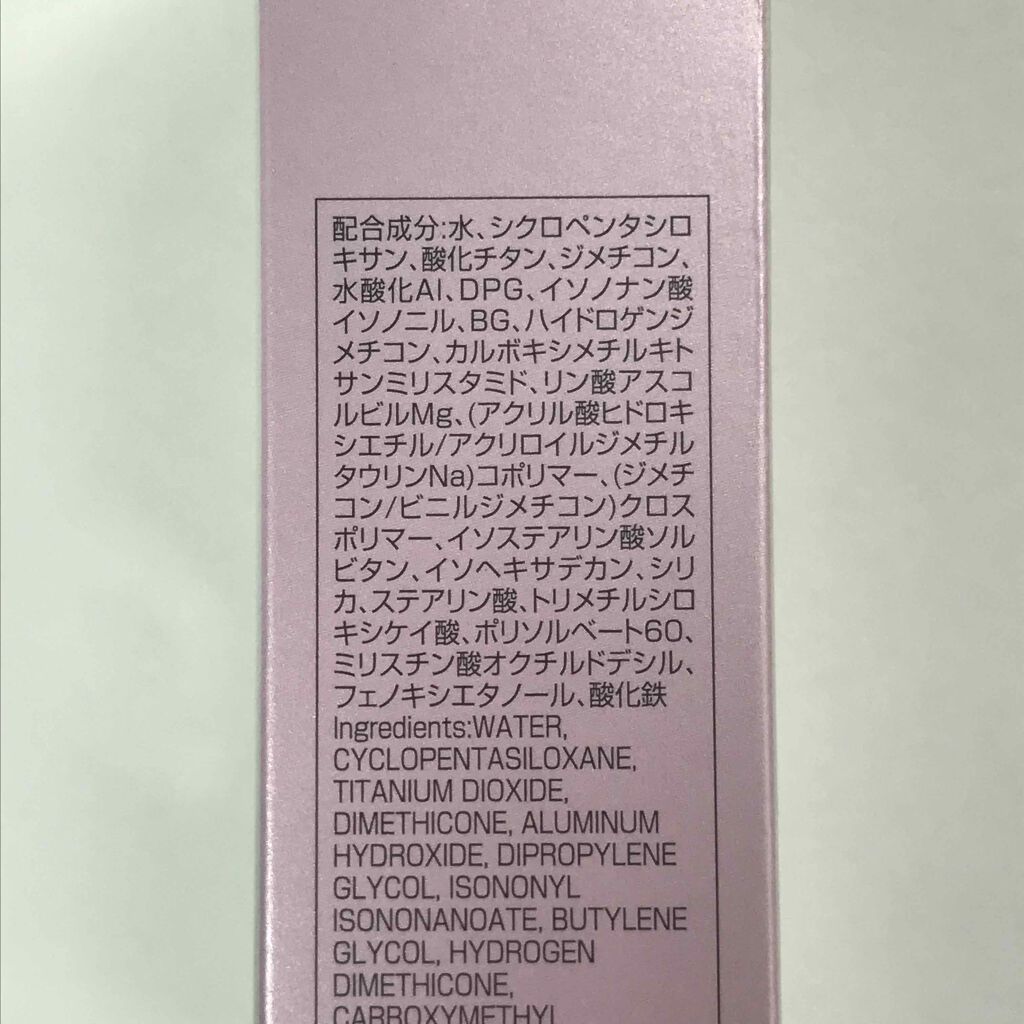 配合成分:水、シクロペンタシロ
キサン、酸化チタン、ジメチコン、
水酸化Al、DPG、イソノナン酸
イソノニル、BG、ハイドロゲンジ
メチコン、カルボキシメチルキト
サンミリスタミド、リン酸アスコ
ルビルMg、(アクリル酸ヒドロキ
シエチル/アクリロイルジメチル
タウリンNa)コポリマー、(ジメチ
コン/ビニルジメチコン)クロス
ポリマー、イソステアリン酸ソル
ビタン、イソヘキサデカン、シリ
カ、ステアリン酸、トリメチルシロ
キシケイ酸、ポリソルベート60、
ミリスチン酸オクチルドデシル、
フェノキシエタノール、酸化鉄
Ingredients:WATER,
CYCLOPENTASILOXANE,
TITANIUM DIOXIDE,
DIMETHICONE, ALUMINUM
HYDROXIDE, DIPROPYLENE
GLYCOL, ISONONYL
ISONONANOATE, BUTYLENE
GLYCOL, HYDROGEN
DIMETHICONE,
CARBOXYMETHYL